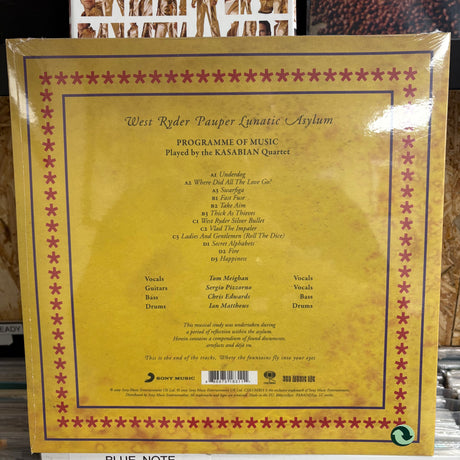 West Ryder Pauper Lunatic Asylum
PROGRAMME OF MUSIC
Played by the KASABIAN Quartet
A1 Underdog
A2 Where Did All The Love Go?
A3 Swarfiga
B1 Fast Fuse
B2 Take Aim
B3 Thick As Thieves
C1 West Ryder Silver Bullet
C2 Vlad The Impaler
C3 Ladies And Gentlemen (Roll The Dice)
D1 Secret Alphabets
D2 Fire
D3 Happiness
Vocals Tom Meighan Vocals
Guitars Sergio Pizzorno Vocals
Bass Chris Edwards Bass
Drums Ian Matthews Drums
This musical study was undertaken during a
period of reflection within the asylum.
Herein contains a compendium of found documents,
artefacts and déjà vu.
This is the end of the tracks, Where the fountains fly into your eyes
SONY MUSIC
EADY
BLUE NOTE